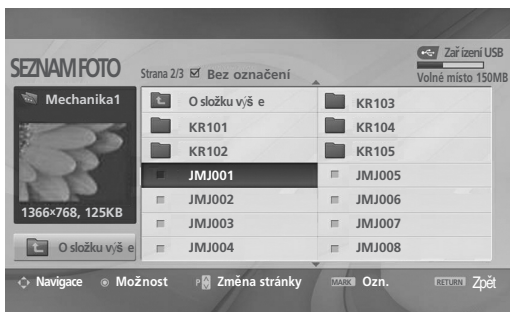 Zařízení USB
SEZNAM FOTO
Strana 2/3 Bez označení
Volné místo 150MB
Mechanika1
1366×768, 125KB
O složku výše
O složku výše
KR101
KR102
JMJ001
JMJ002
JMJ003
JMJ004
KR103
KR104
KR105
JMJ005
JMJ006
JMJ007
JMJ008
Navigace
Možnost
P Změna stránky
MARK Ozn.
RETURN Zpět